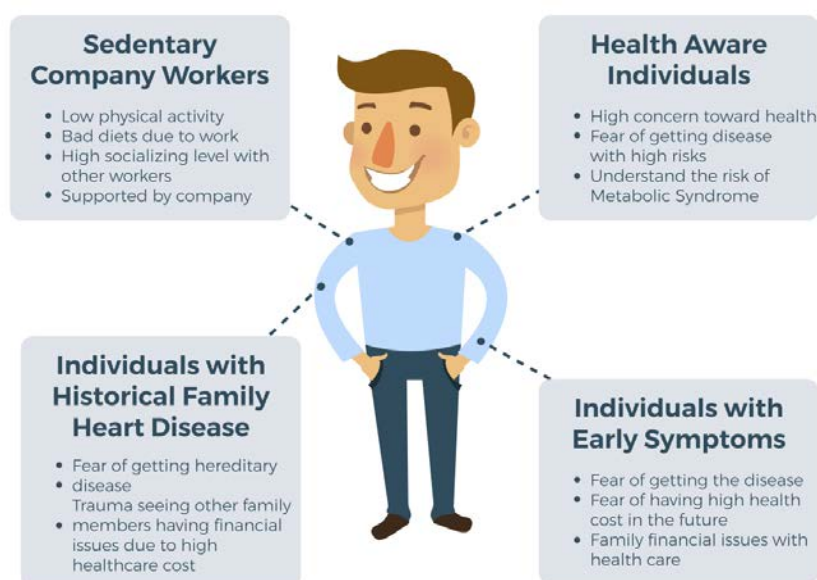 Sedentary
Company Workers
• Low physical activity
• Bad diets due to work
• High socializing level with
other workers
• Supported by company
Health Aware
Individuals
• High concern toward health
• Fear of getting disease
with high risks
• Understand the risk of
Metabolic Syndrome
Individuals with
Historical Family
Heart Disease
• Fear of getting hereditary
• disease
Trauma seeing other family
• members having financial
issues due to high
healthcare cost
Individuals with
Early Symptoms
• Fear of getting the disease
• Fear of having high health
cost in the future
• Family financial issues with
health care